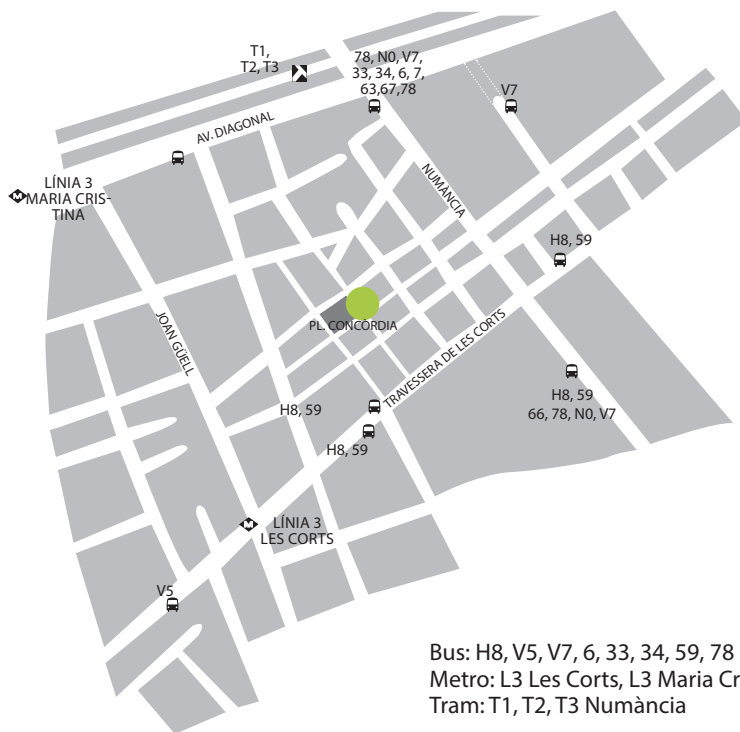 T1,
T2, T3
78, N0, V7,
33, 34, 6, 7,
63,67,78
V7
AV. DIAGONAL
LÍNIA 3
MARIA CRIS-
TINA
NUMÀNCIA
H8, 59
JOAN GÜELL
PL. CONCÒRDIA
TRAVESSERA DE LES CORTS
H8, 59
H8, 59
66, 78, N0, V7
H8, 59
LÍNIA 3
LES CORTS
V5
Bus: H8, V5, V7, 6, 33, 34, 59, 78
Metro: L3 Les Corts, L3 Maria Cr
Tram: T1, T2, T3 Numància